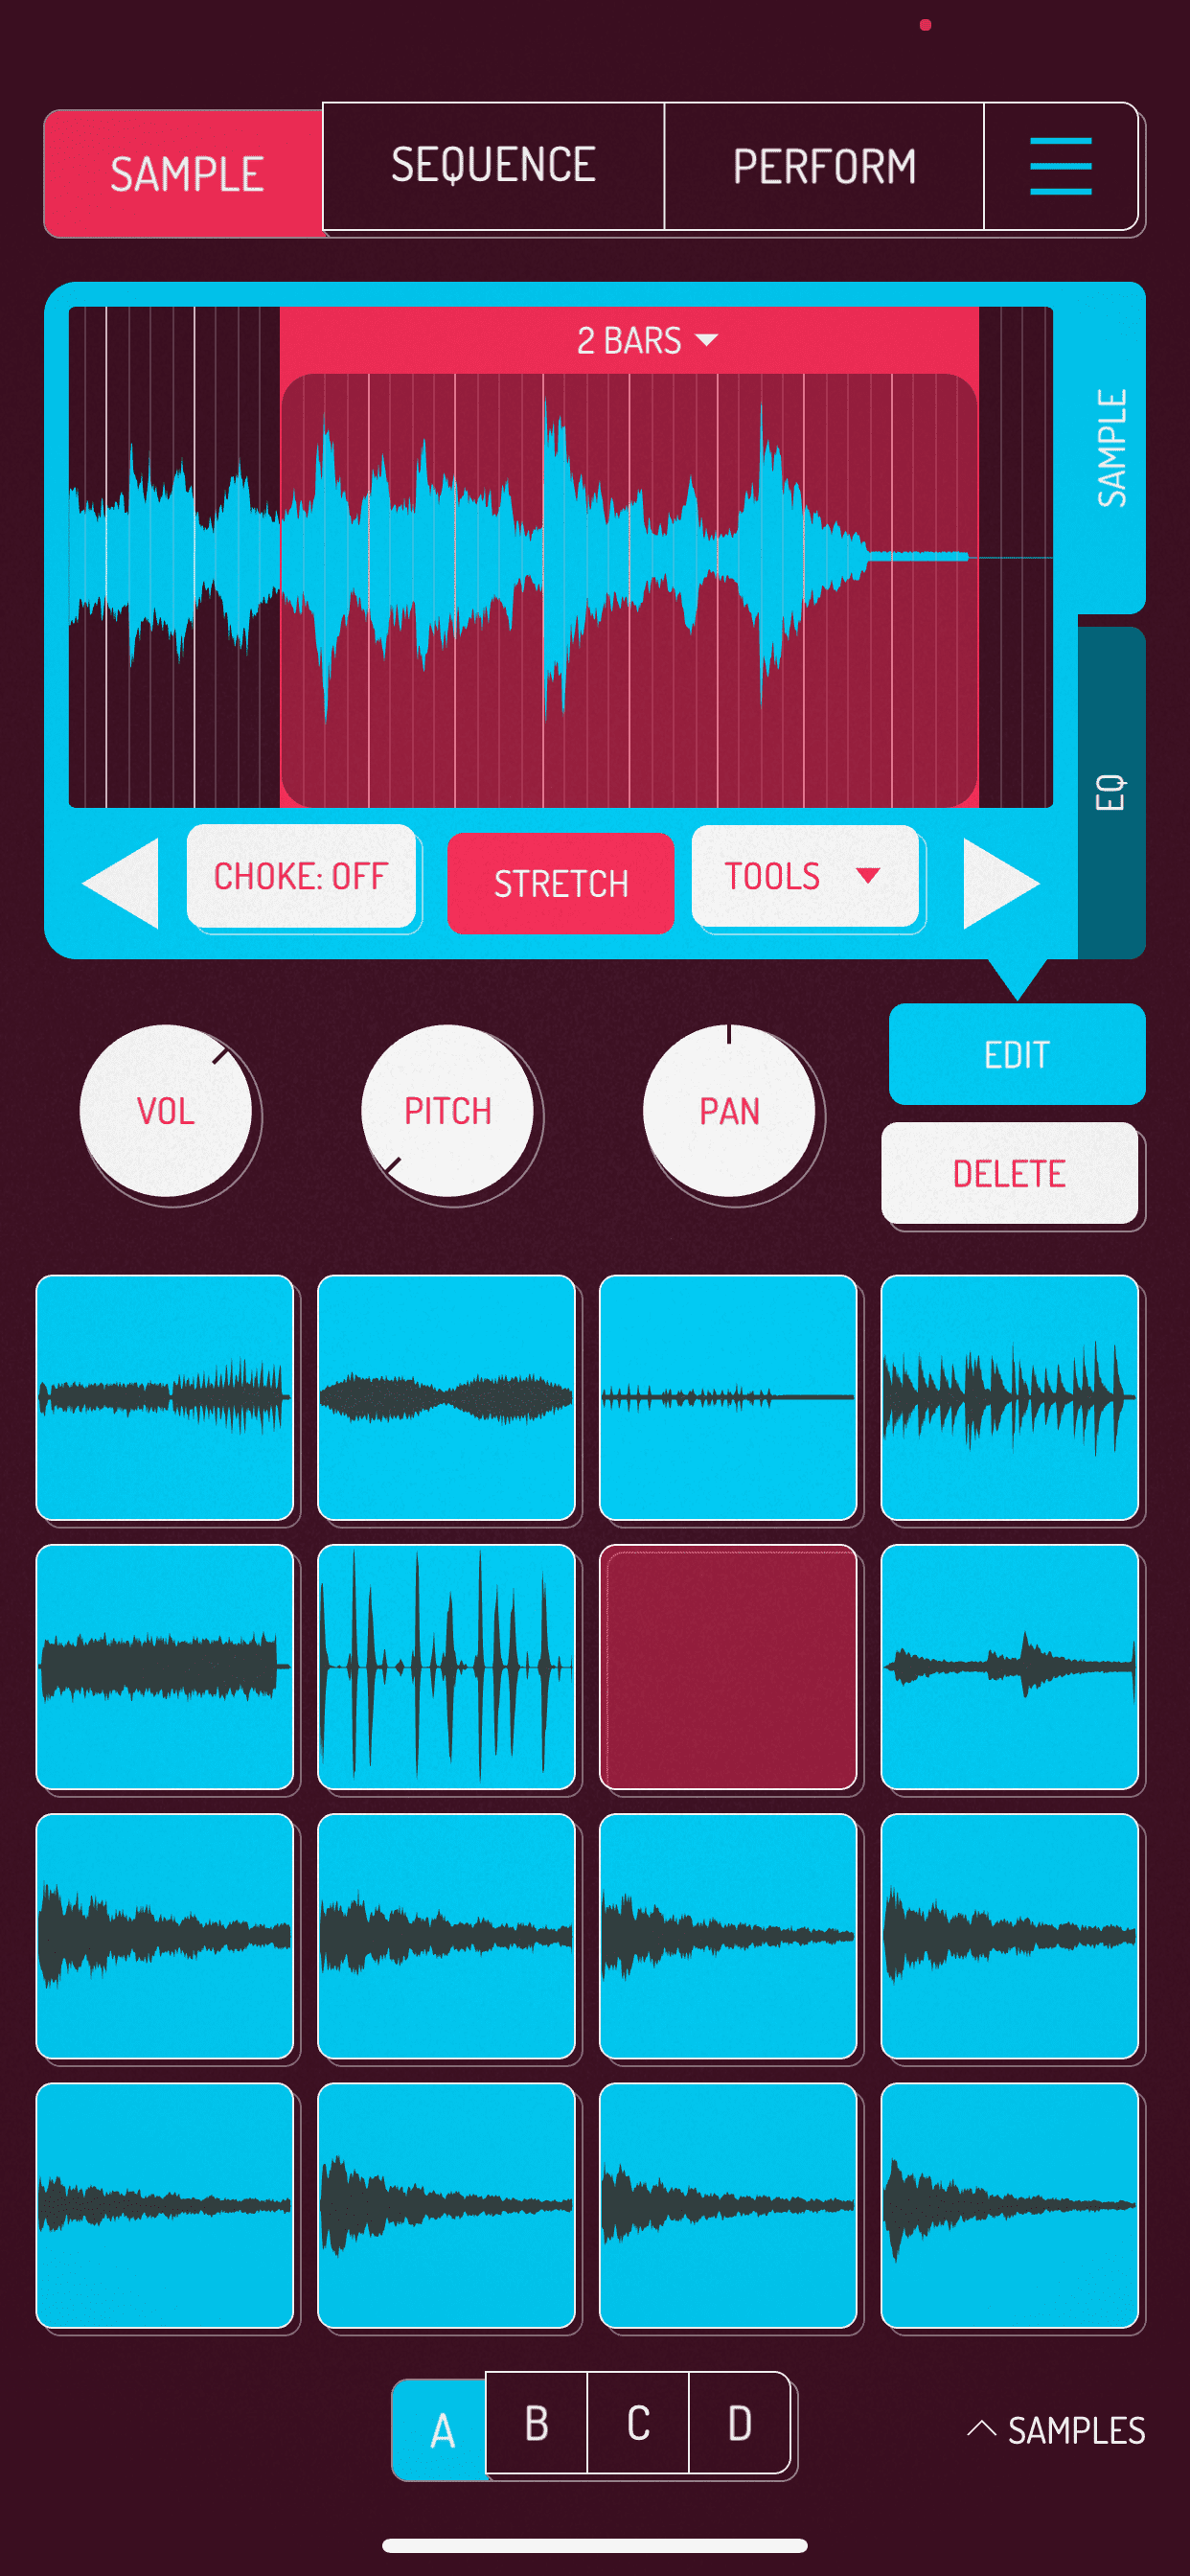 SAMPLE
SEQUENCE
PERFORM
2 BARS
SAMPLE
EQ
CHOKE: OFF
STRETCH
TOOLS
VOL
PITCH
PAN
EDIT
DELETE
A
B
C
D
SAMPLES